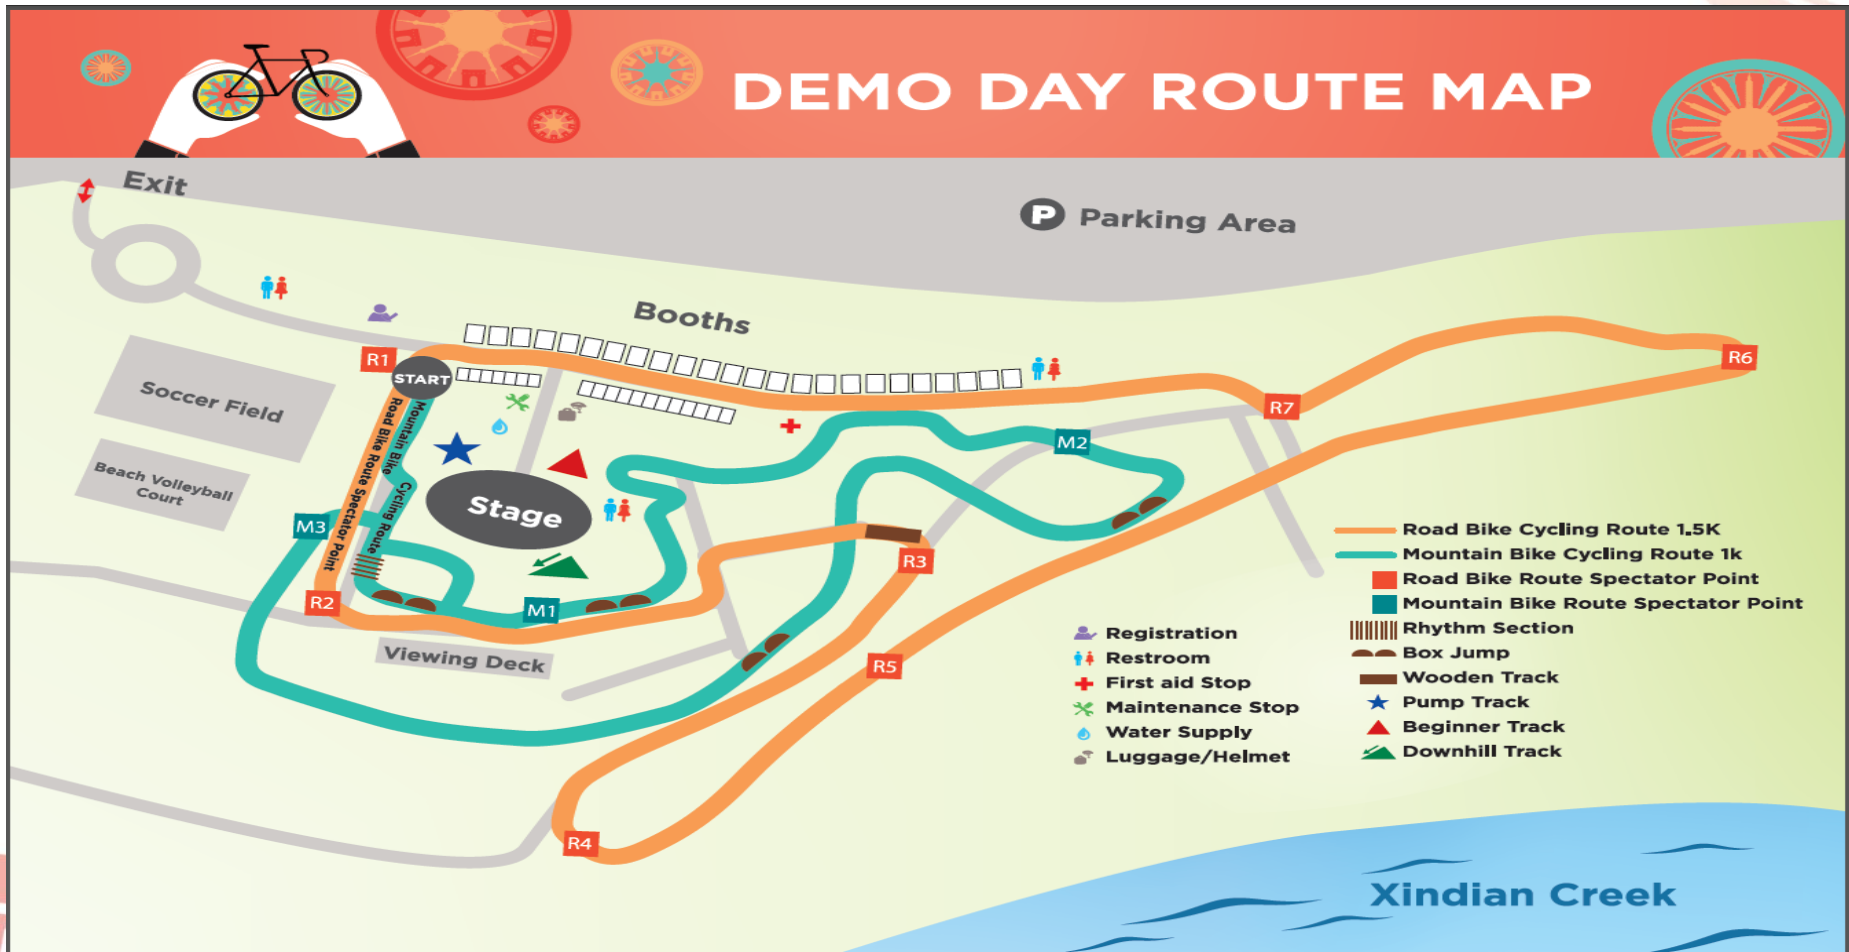 DEMO DAY ROUTE MAP
Exit
P Parking Area
Booths
R1
START
Soccer Field
Beach Volleyball
Court
Road Bike Route Spectator Point
Mountain Bike Cycling Route
Stage
R6
R7
M2
M3
R3
R2
M1
Viewing Deck
R5
R4
Registration
Restroom
First aid Stop
Maintenance Stop
Water Supply
Luggage/Helmet
Road Bike Cycling Route 1.5K
Mountain Bike Cycling Route 1k
Road Bike Route Spectator Point
Mountain Bike Route Spectator Point
Rhythm Section
Box Jump
Wooden Track
Pump Track
Beginner Track
Downhill Track
Xindian Creek